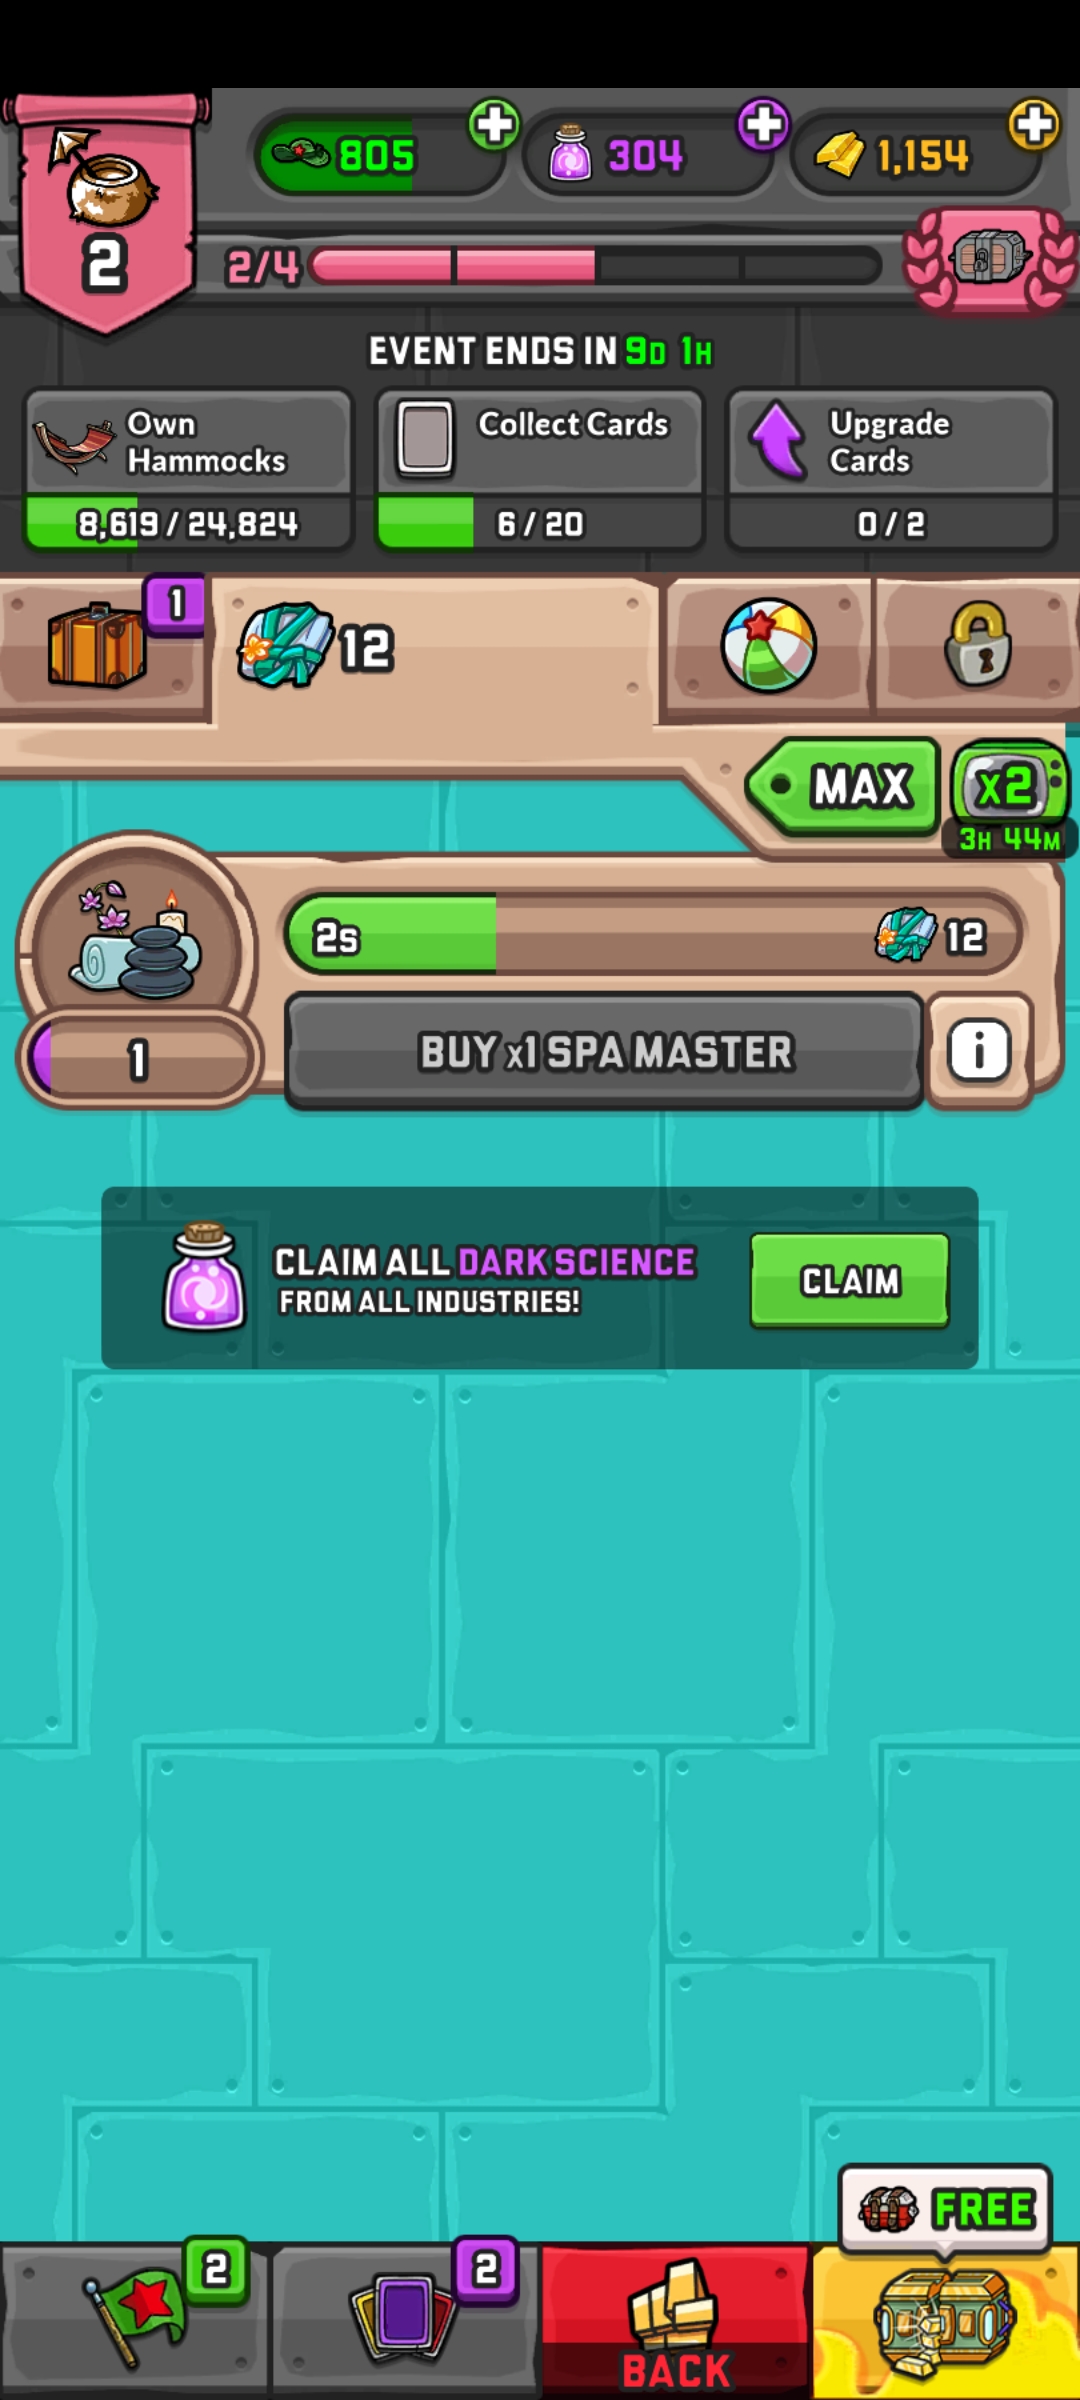 805
304
1,154
2
2/4
EVENT ENDS IN 9D 1H
Own
Hammocks
8,619 / 24,824
Collect Cards
6 / 20
Upgrade
Cards
0 / 2
1
12
MAX
x2
3H 44M
2s
12
1
BUY x1 SPA MASTER
i
CLAIM ALL DARK SCIENCE
FROM ALL INDUSTRIES!
CLAIM
FREE
2
2
BACK